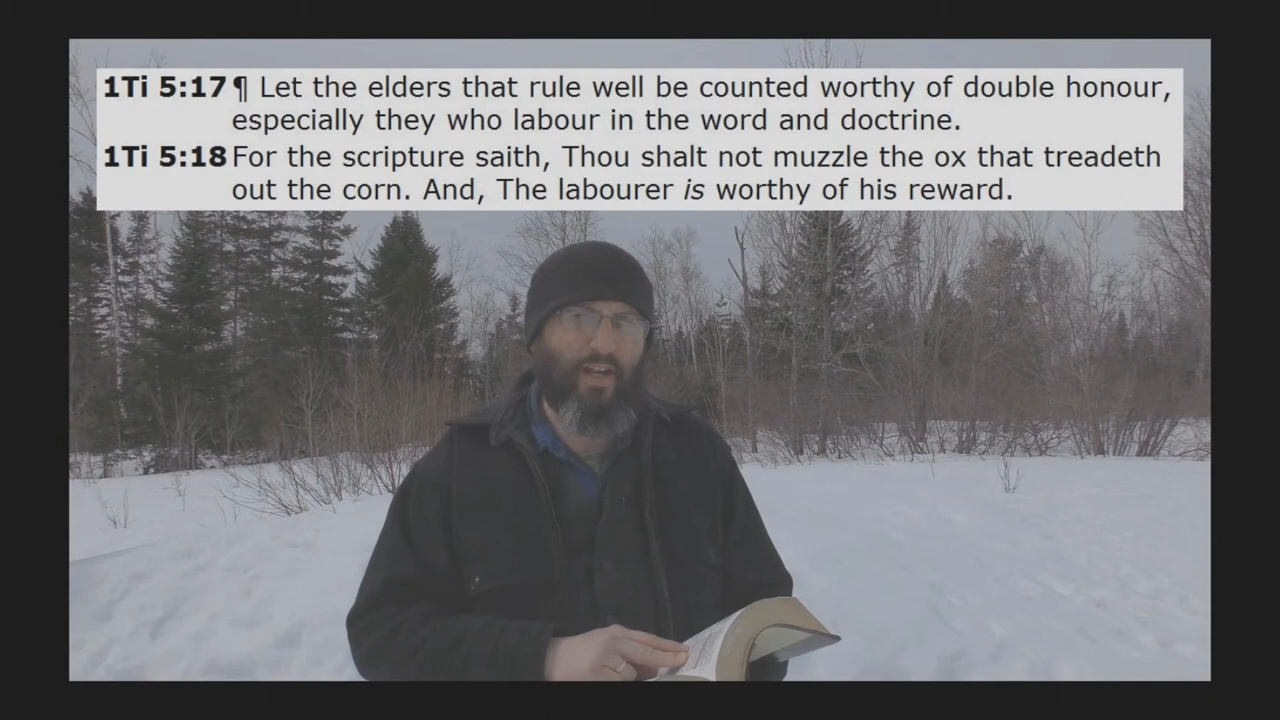 1Ti 5:17 ¶ Let the elders that rule well be counted worthy of double honour,
especially they who labour in the word and doctrine.
1Ti 5:18 For the scripture saith, Thou shalt not muzzle the ox that treadeth
out the corn. And, The labourer is worthy of his reward.